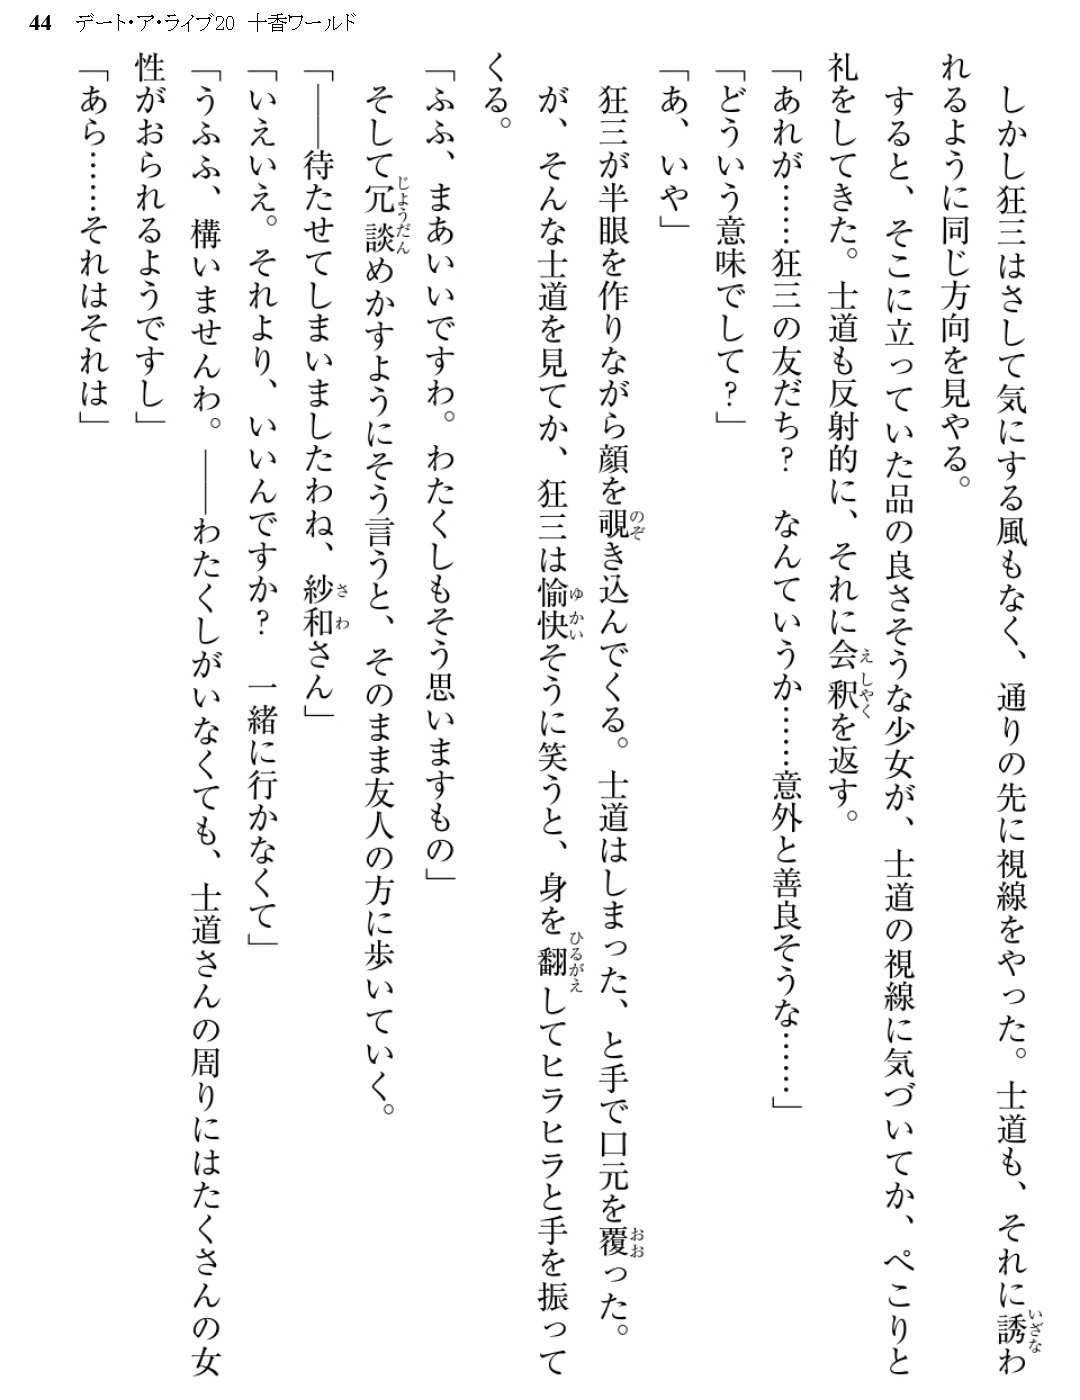 44 デート・ア・ライブ20 十香ワールド
　しかし狂三はさして気にする風もなく、通りの先に視線をやった。士道も、それに誘わ
れるように同じ方向を見やる。
　すると、そこに立っていた品の良さそうな少女が、士道の視線に気づいてか、ぺこりと
礼をしてきた。士道も反射的に、それに会釈を返す。
「あれが……狂三の友だち？　なんていうか……意外と善良そうな……」
「どういう意味でして？」
「あ、いや」
　狂三が半眼を作りながら顔を覗き込んでくる。士道はしまった、と手で口元を覆った。
　が、そんな士道を見てか、狂三は愉快そうに笑うと、身を翻してヒラヒラと手を振って
くる。
「ふふ、まあいいですわ。わたくしもそう思いますもの」
　そして冗談めかすようにそう言うと、そのまま友人の方に歩いていく。
「――待たせてしまいましたわね、紗和さん」
「いえいえ。それより、いいんですか？　一緒に行かなくて」
「うふふ、構いませんわ。――わたくしがいなくても、士道さんの周りにはたくさんの女
性がおられるようですし」
「あら……それはそれは」